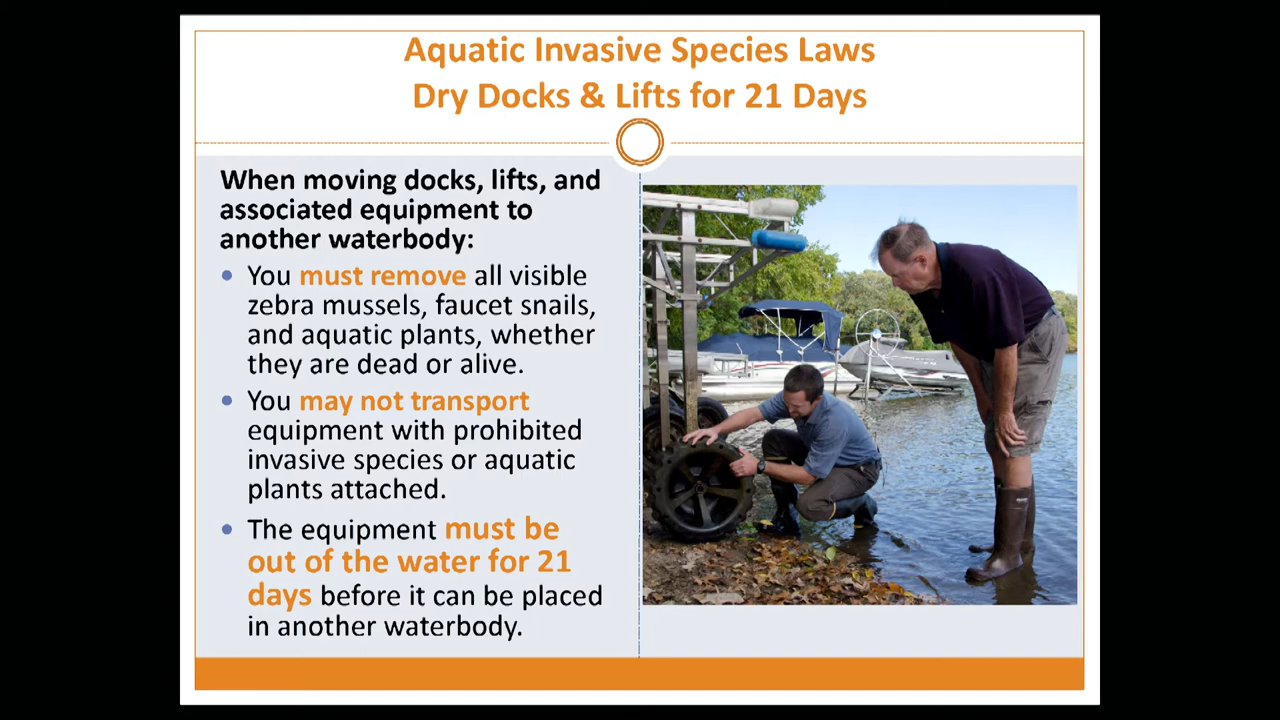 Aquatic Invasive Species Laws
Dry Docks & Lifts for 21 Days
When moving docks, lifts, and
associated equipment to
another waterbody:
• You must remove all visible
zebra mussels, faucet snails,
and aquatic plants, whether
they are dead or alive.
• You may not transport
equipment with prohibited
invasive species or aquatic
plants attached.
• The equipment must be
out of the water for 21
days before it can be placed
in another waterbody.